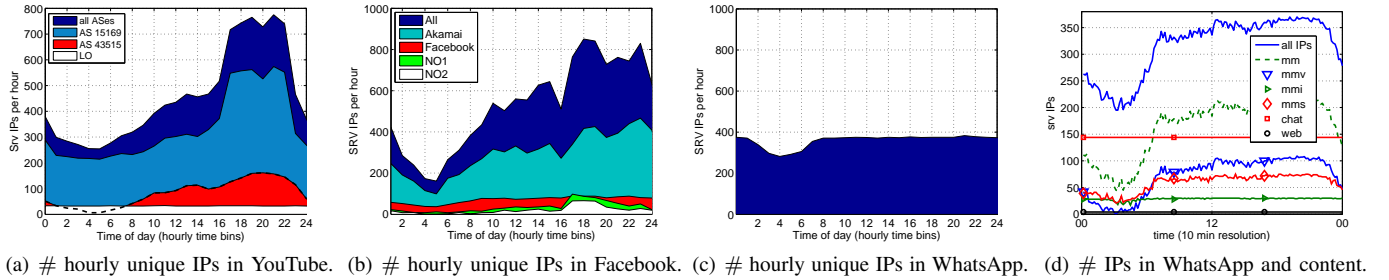 800
700
600
500
400
300
200
100
0
Srv IPs per hour
all ASes
AS 15169
AS 43515
LO
0 2 4 6 8 10 12 14 16 18 20 22 24
Time of day (hourly time bins)
1000
800
600
400
200
0
SRV IPs per hour
All
Akamai
Facebook
NO1
NO2
0 2 4 6 8 10 12 14 16 18 20 22 24
Time of day (hourly time bins)
1000
800
600
400
200
0
SRV IPs per hour
0 2 4 6 8 10 12 14 16 18 20 22 24
Time of day (hourly time bins)
350
300
250
200
150
100
50
0
srv IPs
all IPs
mm
mmv
mmi
mms
chat
web
00 12 00
time (10 min resolution)
(a) # hourly unique IPs in YouTube.
(b) # hourly unique IPs in Facebook.
(c) # hourly unique IPs in WhatsApp.
(d) # IPs in WhatsApp and content.